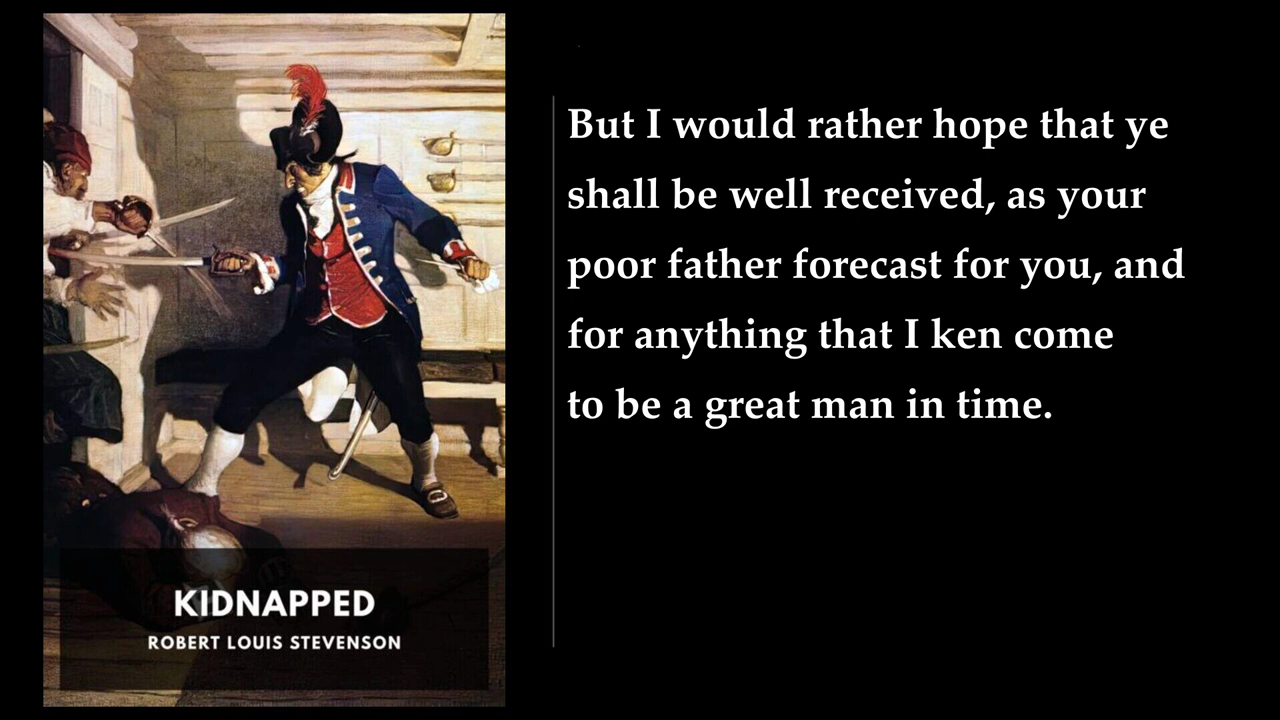 KIDNAPPED
ROBERT LOUIS STEVENSON
But I would rather hope that ye
shall be well received, as your
poor father forecast for you, and
for anything that I ken come
to be a great man in time.